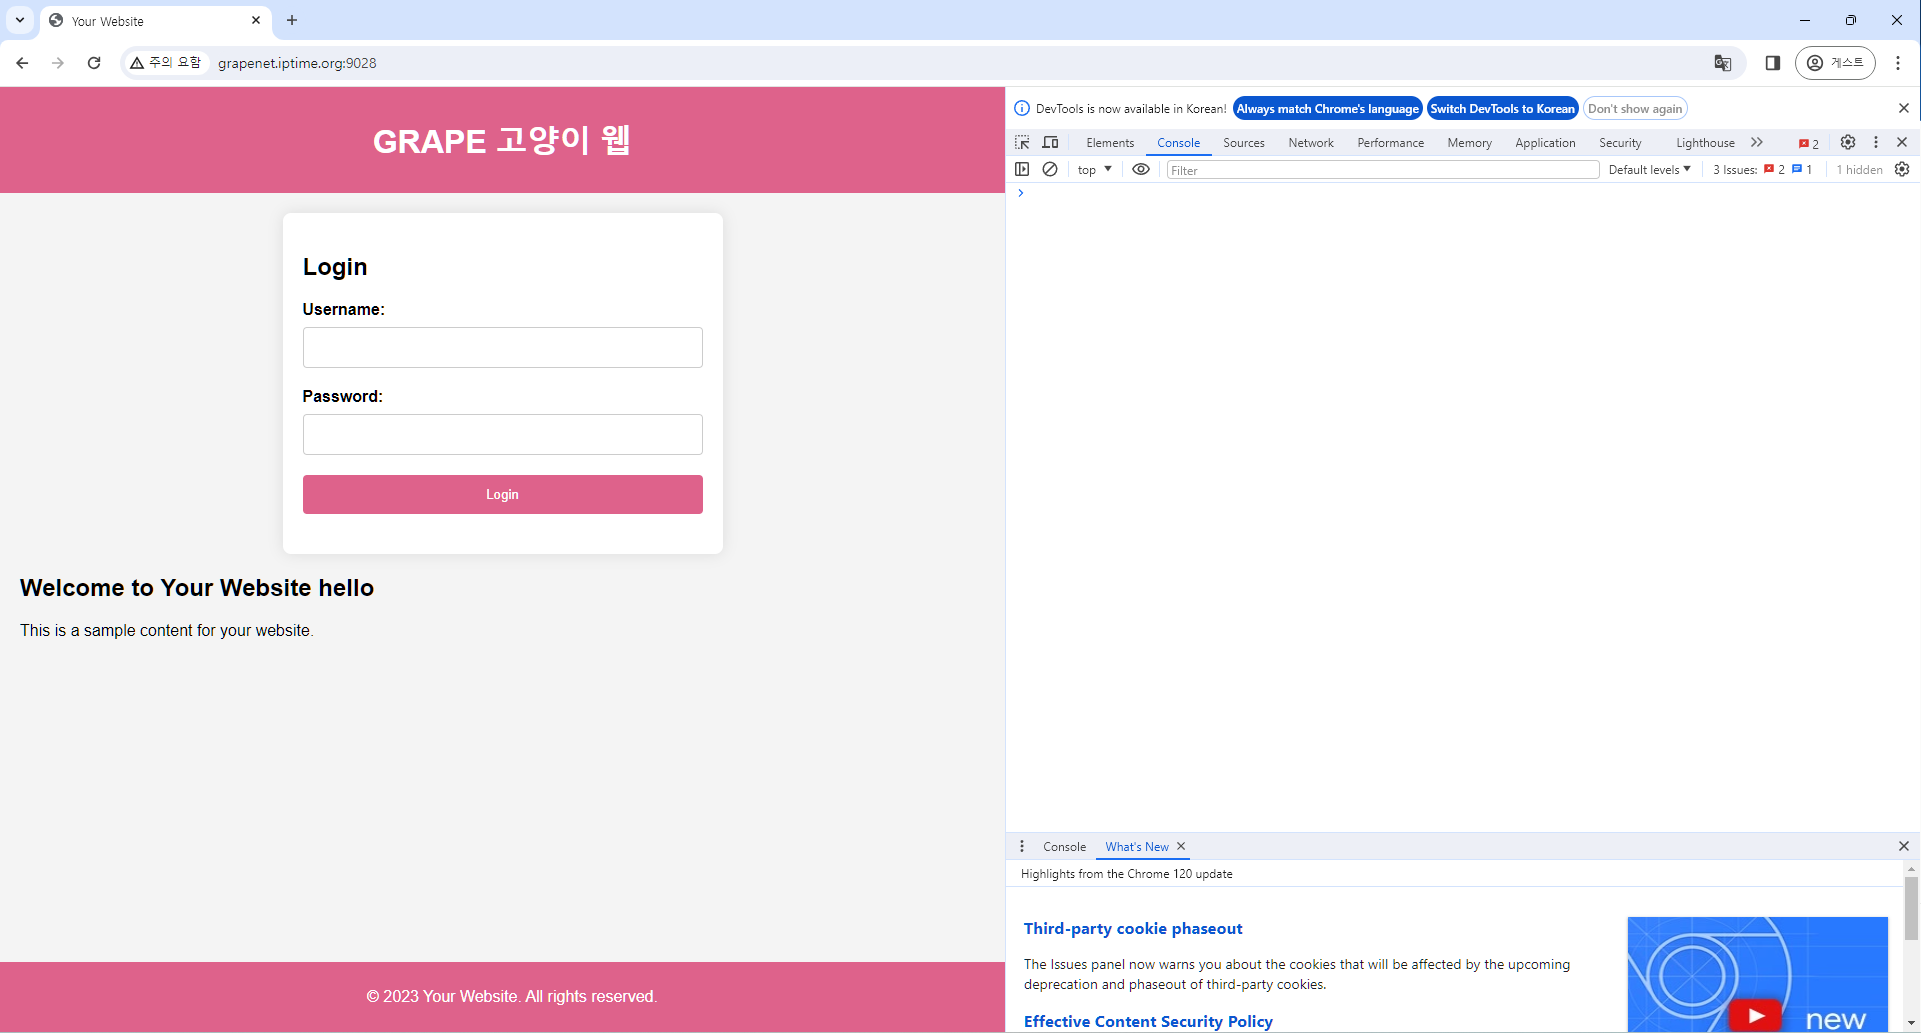 Your Website
주의 요함
grapenet.iptime.org:9028
게스트
GRAPE 고양이 웹
Login
Username:
Password:
Login
Welcome to Your Website hello
This is a sample content for your website.
© 2023 Your Website. All rights reserved.
DevTools is now available in Korean! Always match Chrome's language Switch DevTools to Korean Don't show again
Elements Console Sources Network Performance Memory Application Security Lighthouse 2
top Filter Default levels 3 Issues: 2 1 1 hidden
Console What's New
Highlights from the Chrome 120 update
Third-party cookie phaseout
The Issues panel now warns you about the cookies that will be affected by the upcoming
deprecation and phaseout of third-party cookies.
Effective Content Security Policy
new